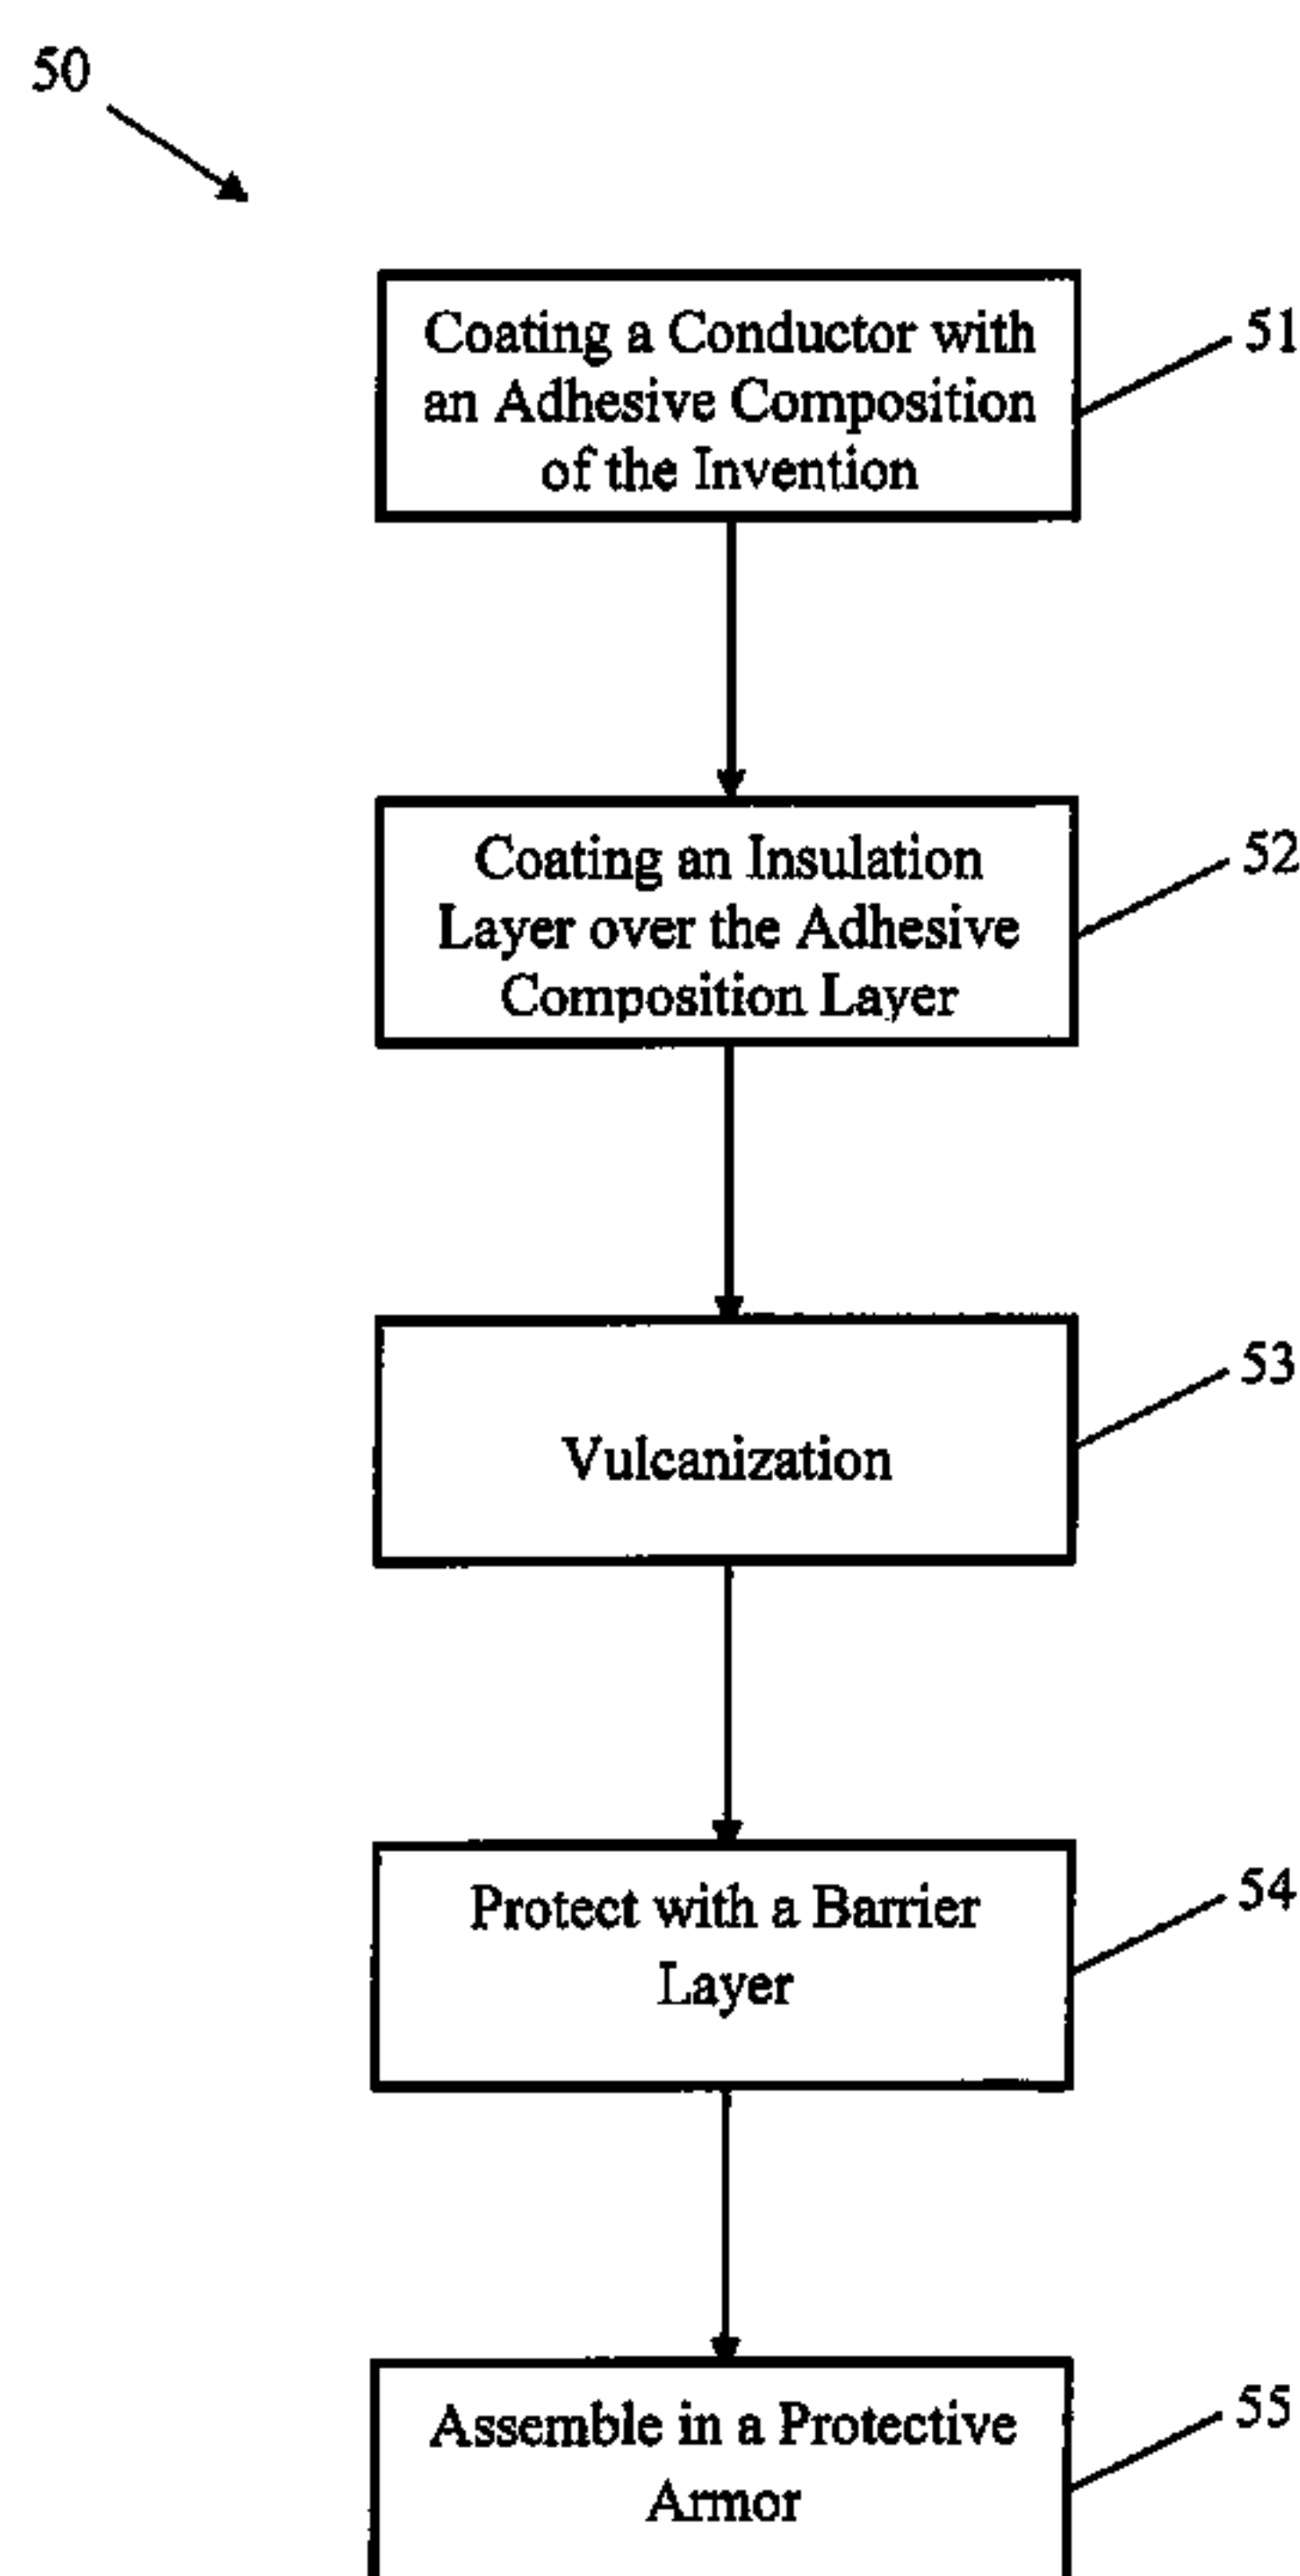 50
Coating a Conductor with
an Adhesive Composition
of the Invention
51
Coating an Insulation
Layer over the Adhesive
Composition Layer
52
Vulcanization
53
Protect with a Barrier
Layer
54
Assemble in a Protective
Armor
55